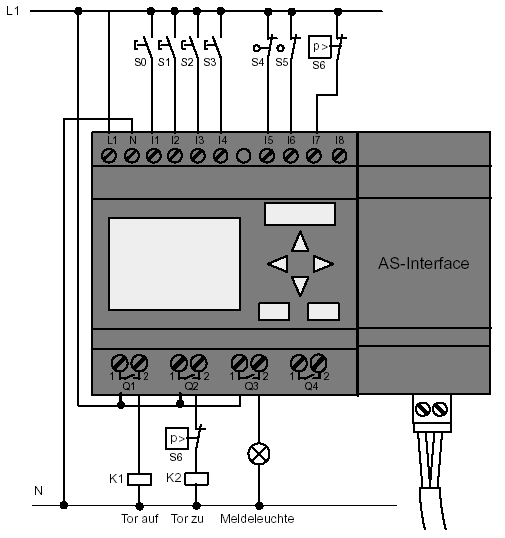 L1
S0 S1 S2 S3 S4 S5 p> S6
L1 N I1 I2 I3 I4 I5 I6 I7 I8
AS-Interface
1 2 1 2 1 2 1 2
Q1 Q2 Q3 Q4
p>
S6
K1 K2
N
Tor auf Tor zu Meldeleuchte